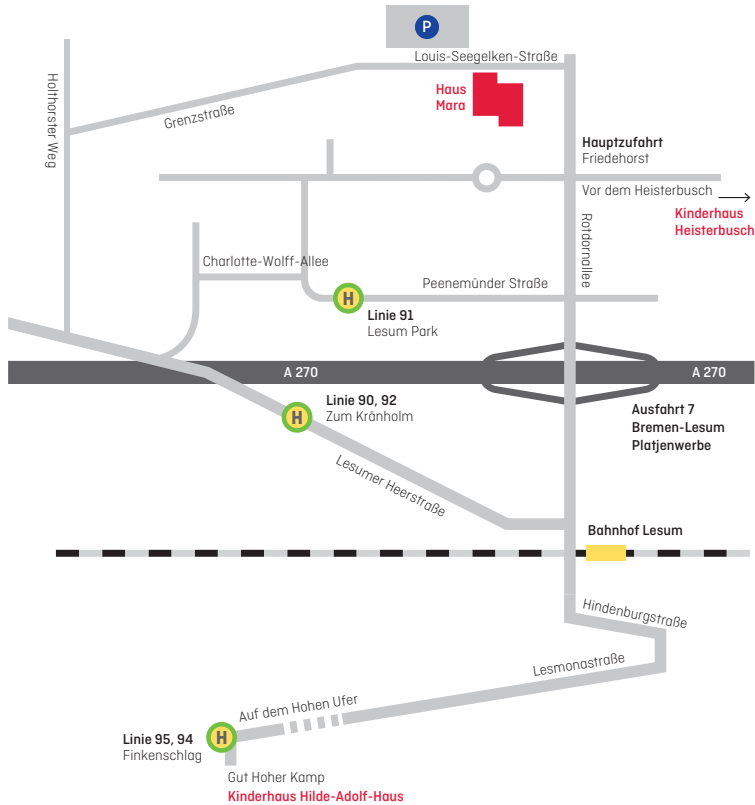 P
Louis-Seegelken-Straße
Haus
Mara
Holthorster Weg
Grenzstraße
Hauptzufahrt
Friedehorst
Vor dem Heisterbusch
Kinderhaus
Heisterbusch
Rotdornallee
Charlotte-Wolff-Allee
Peenemünder Straße
H
Linie 91
Lesum Park
A 270
A 270
Linie 90, 92
Zum Kränholm
H
Ausfahrt 7
Bremen-Lesum
Platjenwerbe
Lesumer Heerstraße
Bahnhof Lesum
Hindenburgstraße
Lesmonastraße
Auf dem Hohen Ufer
Linie 95, 94
Finkenschlag
H
Gut Hoher Kamp
Kinderhaus Hilde-Adolf-Haus